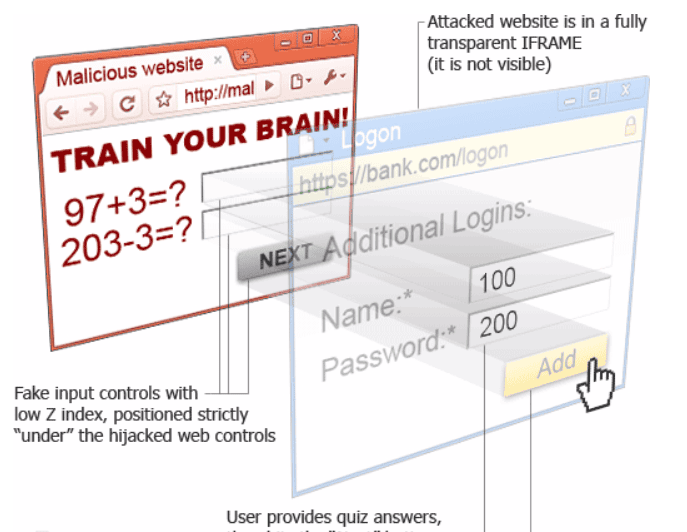 Attacked website is in a fully
transparent IFRAME
(it is not visible)
Malicious website
http://mal
TRAIN YOUR BRAIN!
97+3=?
203-3=?
NEXT
Logon
https://bank.com/logon
Additional Logins:
Name:*
100
Password:*
200
Add
Fake input controls with
low Z index, positioned strictly
“under” the hijacked web controls
User provides quiz answers,